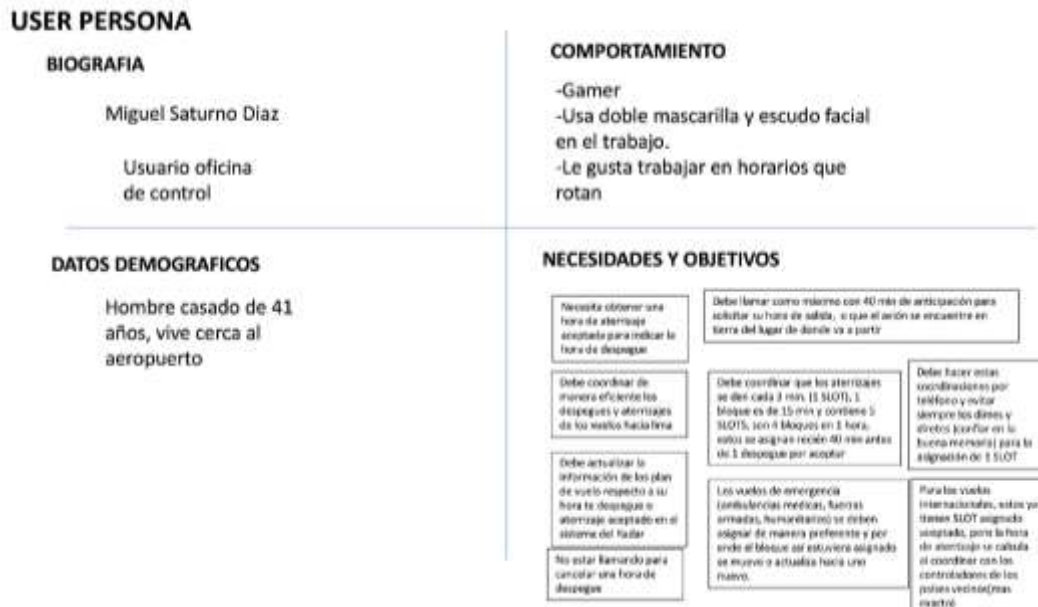 USER PERSONA
BIOGRAFIA
Miguel Saturno Diaz
Usuario oficina
de control
COMPORTAMIENTO
-Gamer
-Usa doble mascarilla y escudo facial
en el trabajo.
-Le gusta trabajar en horarios que
rotan
DATOS DEMOGRAFICOS
Hombre casado de 41
años, vive cerca al
aeropuerto
NECESIDADES Y OBJETIVOS
Necesita obtener una
hora de aterrizaje
aceptada para indicar la
hora de despegue
Debe llamar como máximo con 40 min de anticipación para
solicitar su hora de salida, o que el avión se encuentre en
tierra del lugar de donde va a partir
Debe coordinar de
manera eficiente los
despegues y aterrizajes
de los vuelos hacia lima
Debe coordinar que los aterrizajes
se den cada 3 min. (1 SLOT), 1
bloque es de 15 min y contiene 5
SLOTS, son 4 bloques en 1 hora,
estos se asignan recién 40 min antes
de 1 despegue por aceptar
Debe hacer estas
coordinaciones por
teléfono y evitar
siempre los dimes y
diretes (confiar en la
buena memoria) para la
asignación de 1 SLOT
Debe actualizar la
información de los plan
de vuelo respecto a su
hora te despegue o
aterrizaje aceptado en el
sistema del Radar
Los vuelos de emergencia
(ambulancias médicas, fuerzas
armadas, humanitarios) se deben
asignar de manera preferente y por
ende el bloque así estuviera asignado
se mueve o actualiza hacia uno
nuevo.
Para los vuelos
internacionales, estos ya
tienen SLOT asignado
aceptado, pero la hora
de aterrizaje se calcula
al coordinar con los
controladores de los
países vecinos(mas
exacto)
No estar llamando para
cancelar una hora de
despegue